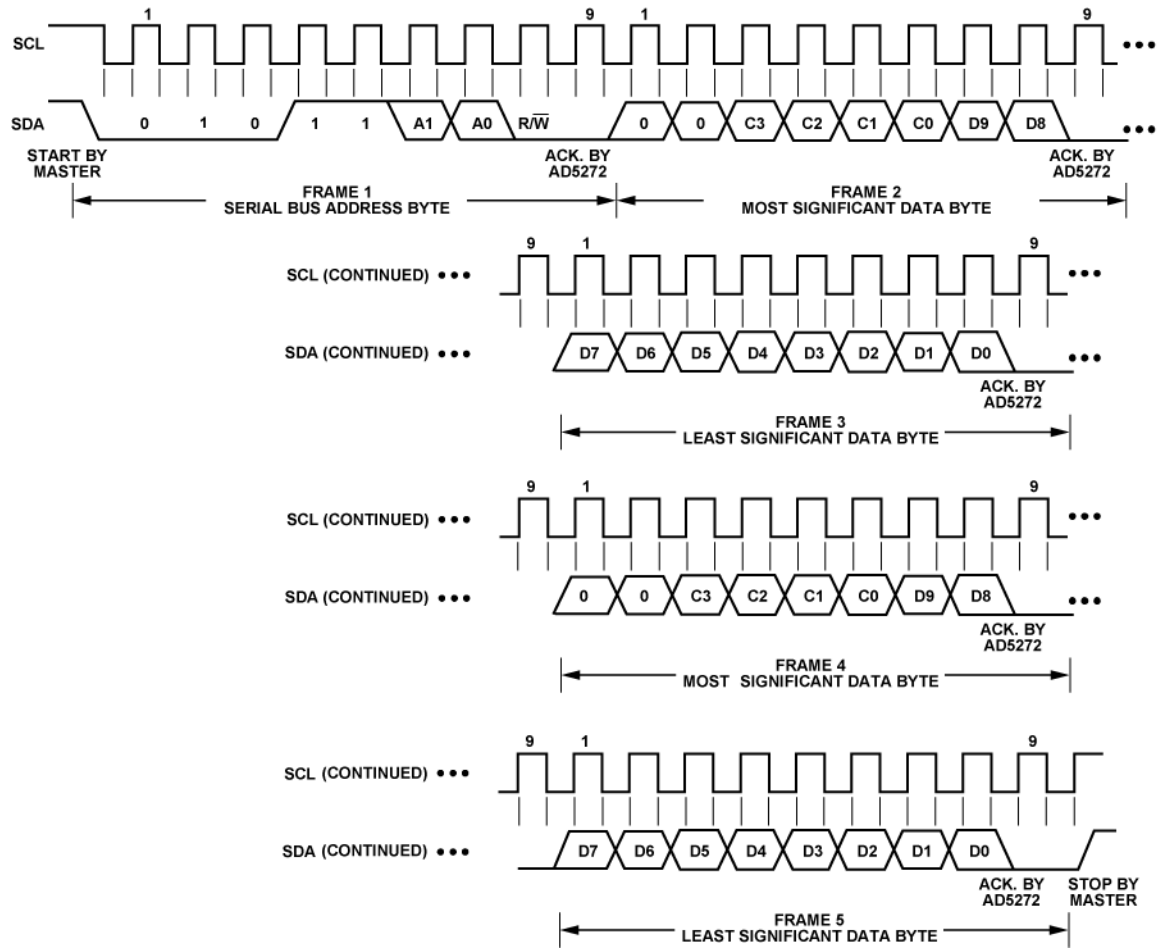 1 9 1 9
SCL
SDA 0 1 0 1 1 A1 A0 R/W̅ 0 0 C3 C2 C1 C0 D9 D8
START BY MASTER
ACK. BY AD5272
ACK. BY AD5272
FRAME 1
SERIAL BUS ADDRESS BYTE
FRAME 2
MOST SIGNIFICANT DATA BYTE
9 1 9
SCL (CONTINUED)
SDA (CONTINUED) D7 D6 D5 D4 D3 D2 D1 D0
ACK. BY
AD5272
FRAME 3
LEAST SIGNIFICANT DATA BYTE
9 1 9
SCL (CONTINUED)
SDA (CONTINUED) 0 0 C3 C2 C1 C0 D9 D8
ACK. BY
AD5272
FRAME 4
MOST SIGNIFICANT DATA BYTE
9 1 9
SCL (CONTINUED)
SDA (CONTINUED) D7 D6 D5 D4 D3 D2 D1 D0
ACK. BY
AD5272
STOP BY
MASTER
FRAME 5
LEAST SIGNIFICANT DATA BYTE